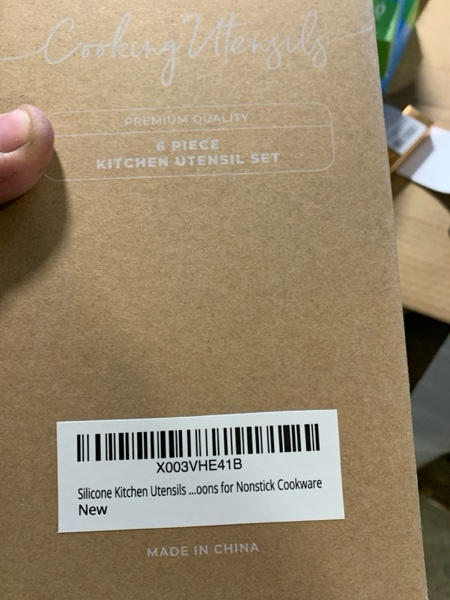 Cooking Utensils
PREMIUM QUALITY
6 PIECE
KITCHEN UTENSIL SET
X003VHE41B
Silicone Kitchen Utensils ...oons for Nonstick Cookware
New
MADE IN CHINA